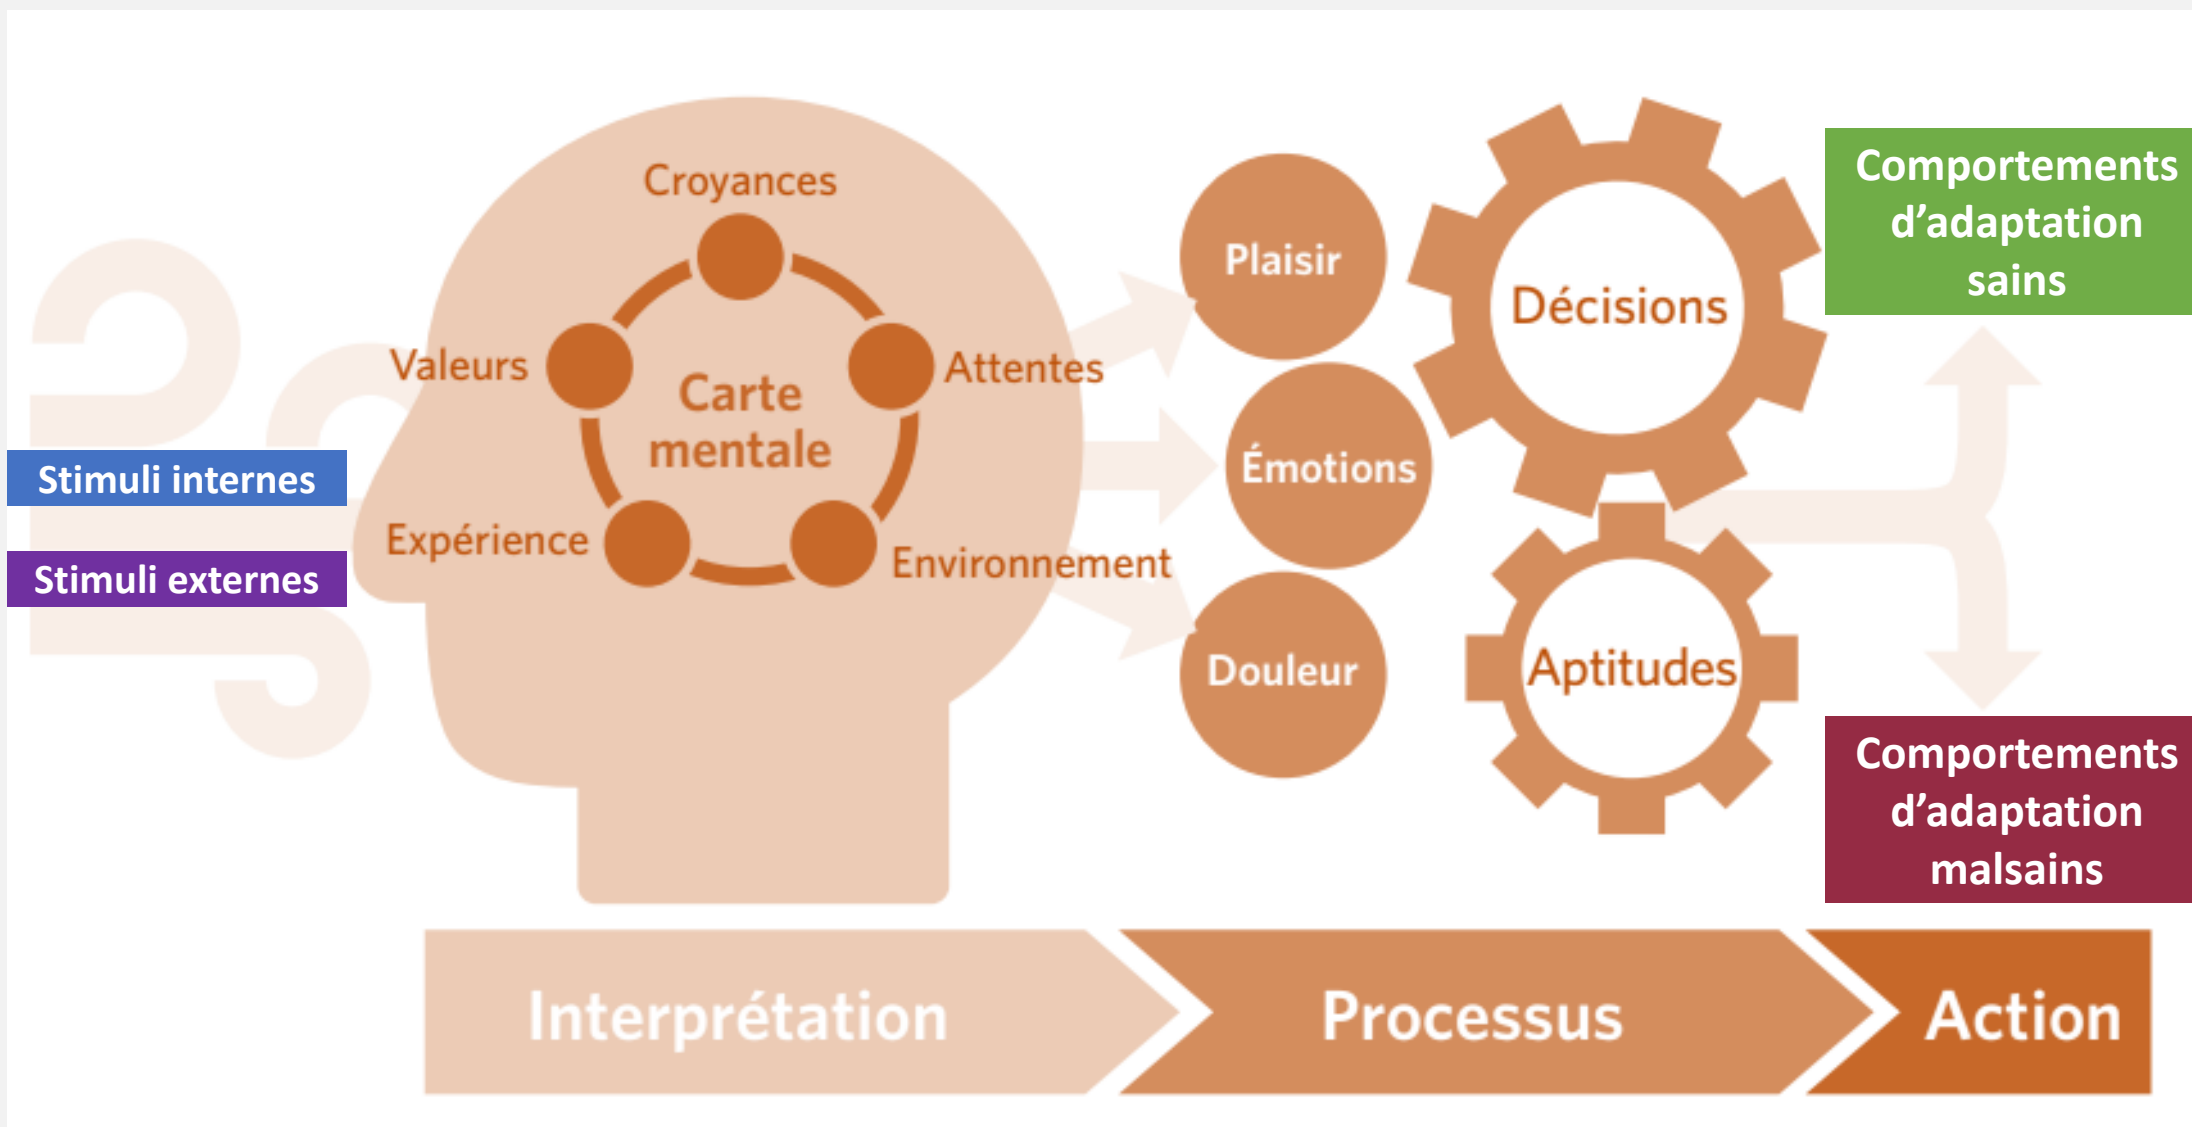 Stimuli internes
Stimuli externes
Croyances
Valeurs
Attentes
Carte
mentale
Expérience
Environnement
Plaisir
Émotions
Douleur
Décisions
Aptitudes
Comportements
d’adaptation
sains
Comportements
d’adaptation
malsains
Interprétation
Processus
Action